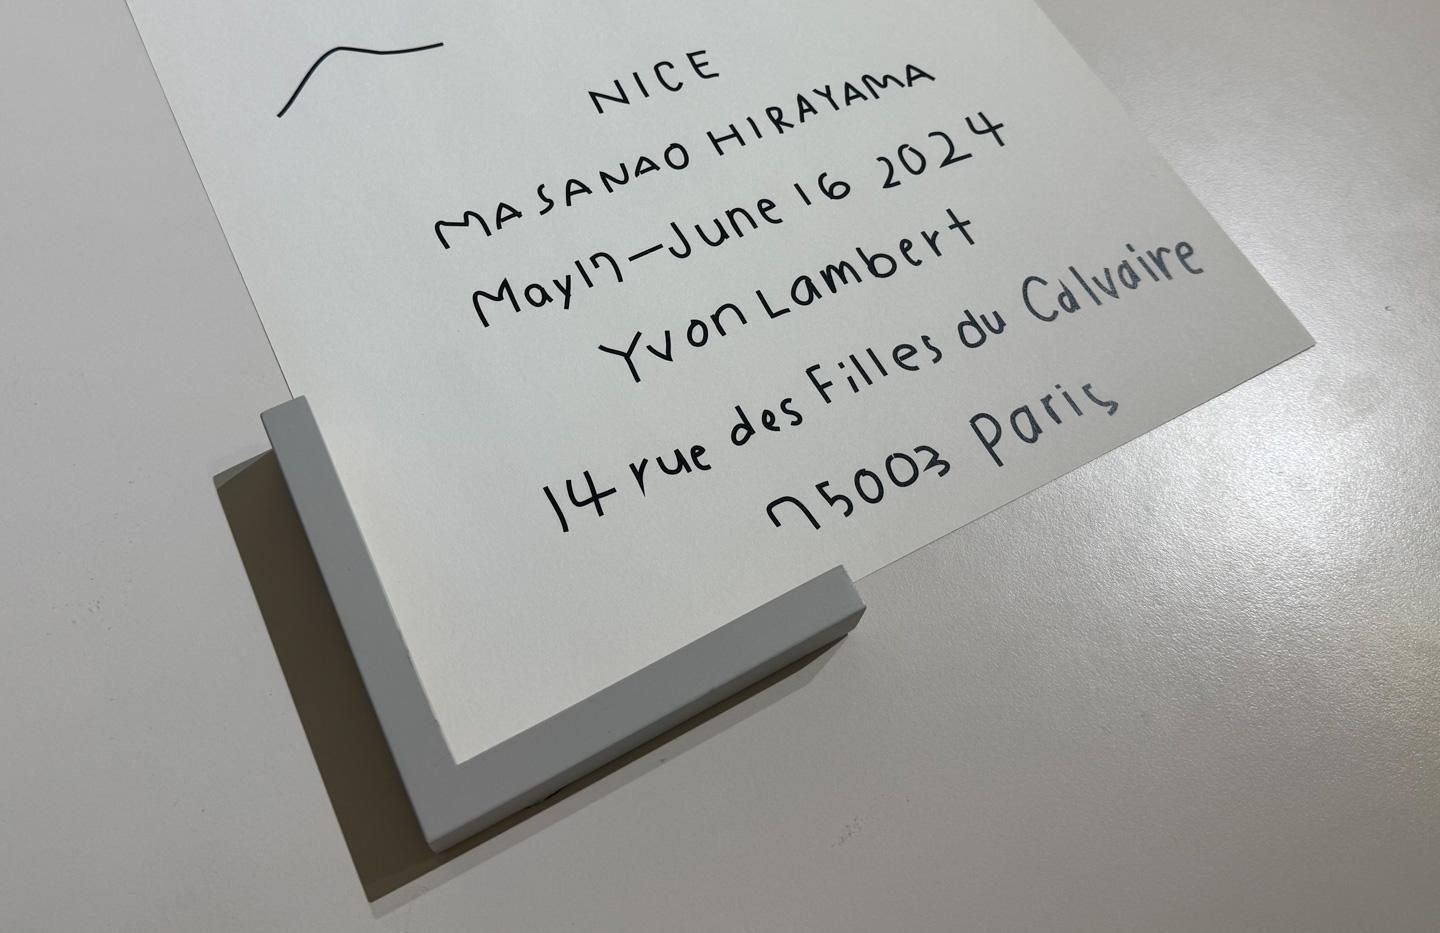 NICE
MASANAO HIRAYAMA
May17-June 16 2024
Yvon Lambert
14 rue des Filles du Calvaire
75003 Paris